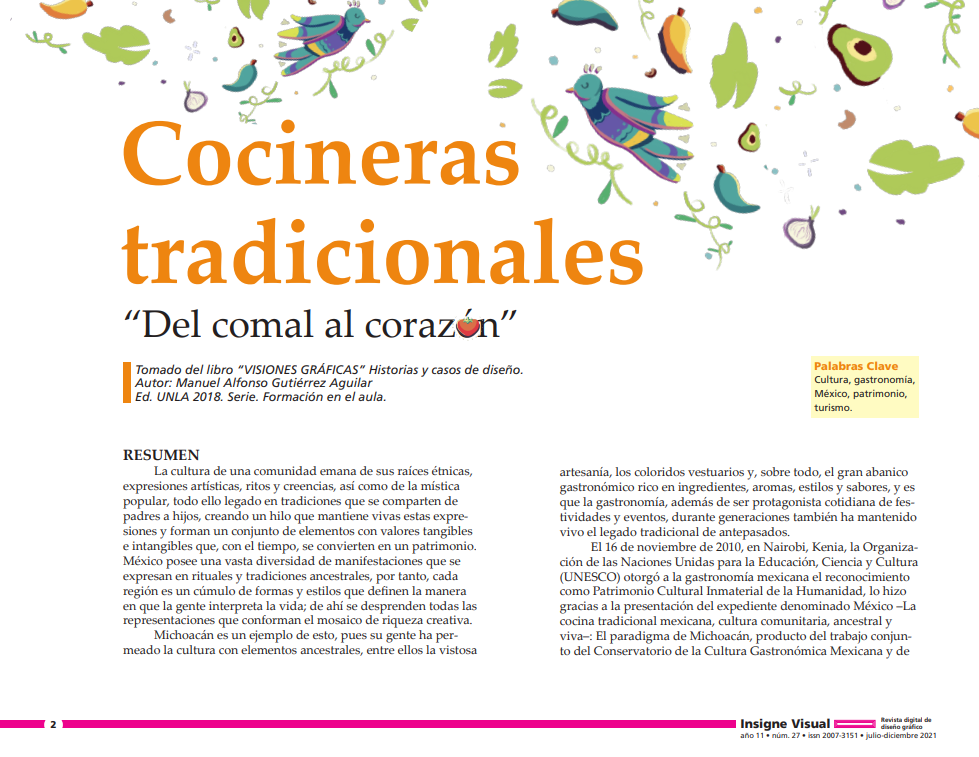 Cocineras
tradicionales
“Del comal al corazón”
Tomado del libro “VISIONES GRÁFICAS” Historias y casos de diseño.
Autor: Manuel Alfonso Gutiérrez Aguilar
Ed. UNLA 2018. Serie. Formación en el aula.
Palabras Clave
Cultura, gastronomía,
México, patrimonio,
turismo.
RESUMEN
La cultura de una comunidad emana de sus raíces étnicas,
expresiones artísticas, ritos y creencias, así como de la mística
popular, todo ello legado en tradiciones que se comparten de
padres a hijos, creando un hilo que mantiene vivas estas expre-
siones y forman un conjunto de elementos con valores tangibles
e intangibles que, con el tiempo, se convierten en un patrimonio.
México posee una vasta diversidad de manifestaciones que se
expresan en rituales y tradiciones ancestrales, por tanto, cada
región es un cúmulo de formas y estilos que definen la manera
en que la gente interpreta la vida; de ahí se desprenden todas las
representaciones que conforman el mosaico de riqueza creativa.
Michoacán es un ejemplo de esto, pues su gente ha per-
meado la cultura con elementos ancestrales, entre ellos la vistosa
artesanía, los coloridos vestuarios y, sobre todo, el gran abanico
gastronómico rico en ingredientes, aromas, estilos y sabores, y es
que la gastronomía, además de ser protagonista cotidiana de fes-
tividades y eventos, durante generaciones también ha mantenido
vivo el legado tradicional de antepasados.
El 16 de noviembre de 2010, en Nairobi, Kenia, la Organiza-
ción de las Naciones Unidas para la Educación, Ciencia y Cultura
(UNESCO) otorgó a la gastronomía mexicana el reconocimiento
como Patrimonio Cultural Inmaterial de la Humanidad, lo hizo
gracias a la presentación del expediente denominado México –La
cocina tradicional mexicana, cultura comunitaria, ancestral y
viva–: El paradigma de Michoacán, producto del trabajo conjun-
to del Conservatorio de la Cultura Gastronómica Mexicana y de
2
Insigne Visual
Revista digital de
diseño gráfico
año 11 • núm. 27 • issn 2007-3151 • julio-diciembre 2021